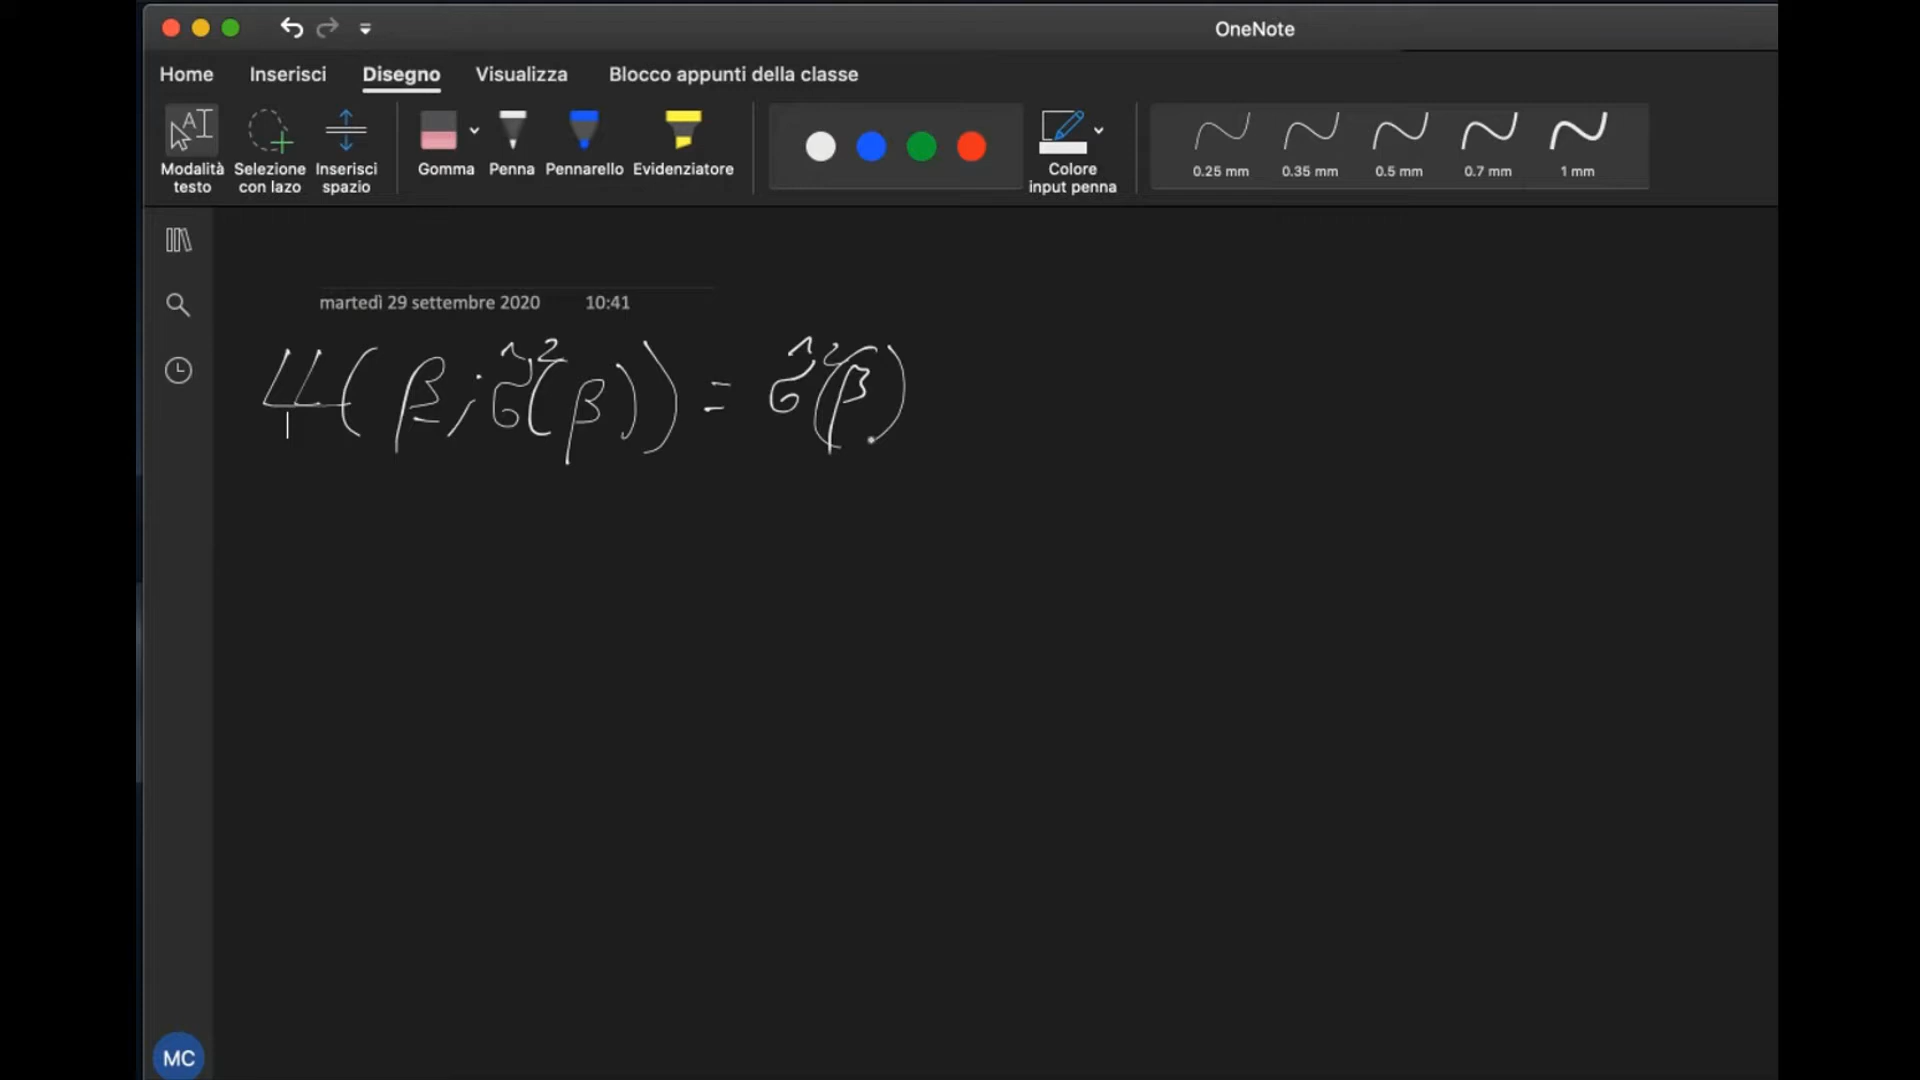 OneNote
Home Inserisci Disegno Visualizza Blocco appunti della classe
Modalità testo
Selezione con lazo
Inserisci spazio
Gomma
Penna
Pennarello
Evidenziatore
Colore input penna
0.25 mm
0.35 mm
0.5 mm
0.7 mm
1 mm
martedì 29 settembre 2020 10:41
(β; σ̂²(β)) = σ̂²(β)
MC